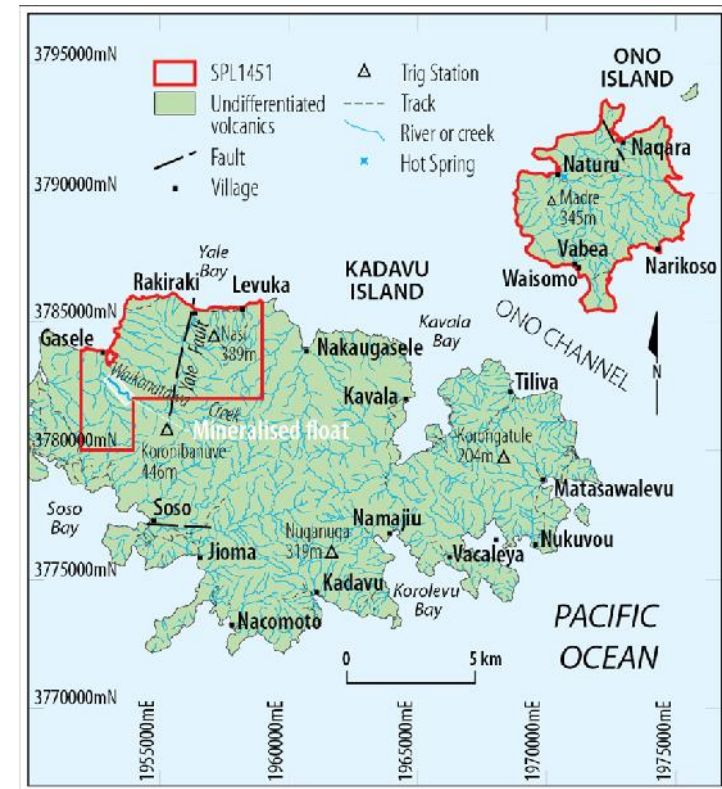 3795000mN
SPL1451
Undifferentiated
volcanics
Fault
Village
Trig Station
Track
River or creek
Hot Spring
ONO
ISLAND
Naqara
3790000mN
Naturu
Madre
345m
Vabea
Waisomo
Narikoso
Yale
Bay
Rakiraki
Levuka
KADAVU
ISLAND
ONO CHANNEL
N
3785000mN
Gasele
Nasi
389m
Yale Fault
Nakaugasele
Kavala
Bay
Kavala
Tiliva
Creek
Mineralised float
3780000mN
Koronibanuve
446m
Korongatule
204m
Matasawalevu
Soso
Bay
Soso
Jioma
Nuganuga
319m
Namajiu
Vacaleya
Nukuvou
3775000mN
Kadavu
Korolevu
Bay
Nacomoto
PACIFIC
OCEAN
0 5 km
3770000mN
1955000mE
1960000mE
1965000mE
1970000mE
1975000mE